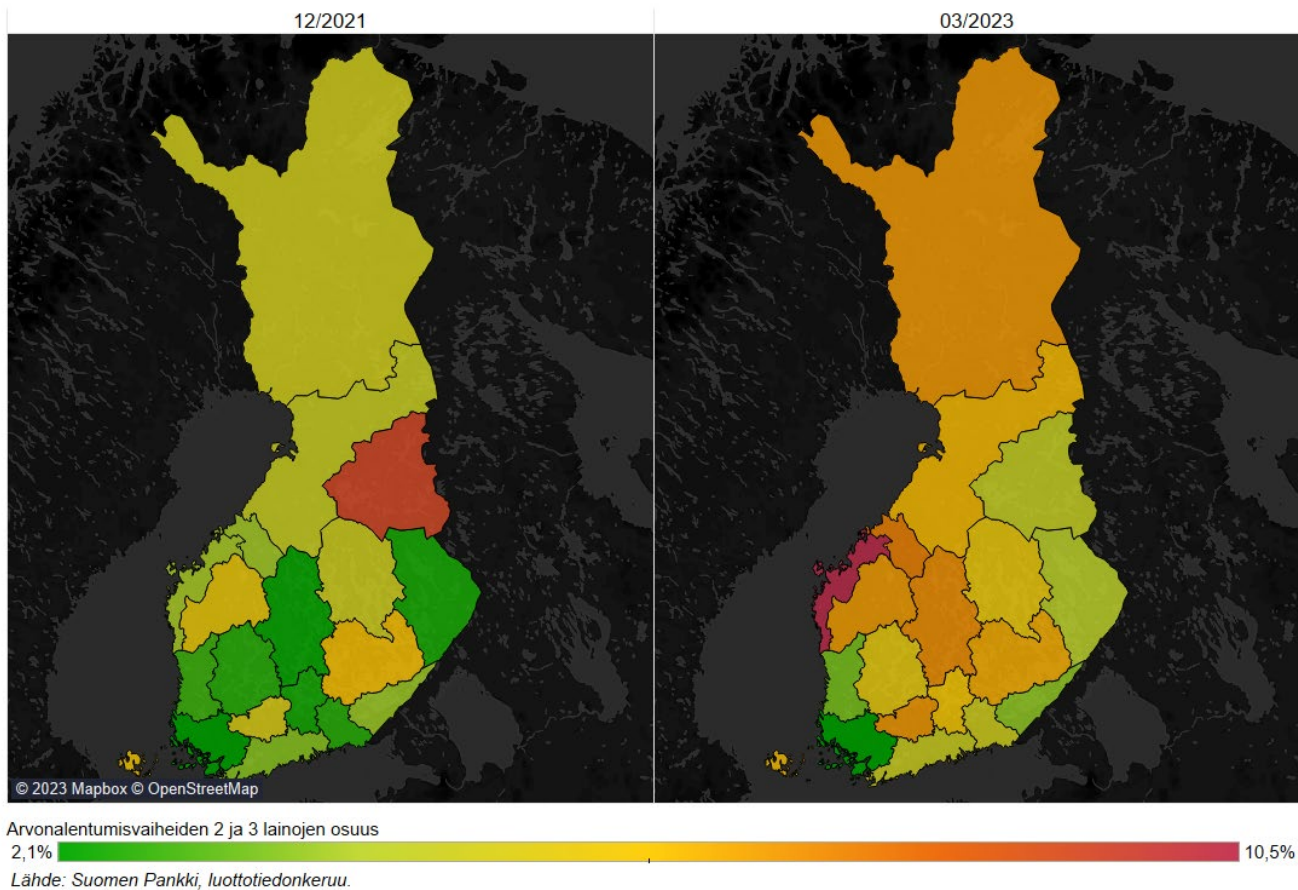 12/2021
03/2023
© 2023 Mapbox © OpenStreetMap
Arvonalentumisvaiheiden 2 ja 3 lainojen osuus
2,1%
10,5%
Lähde: Suomen Pankki, luottotiedonkeruu.